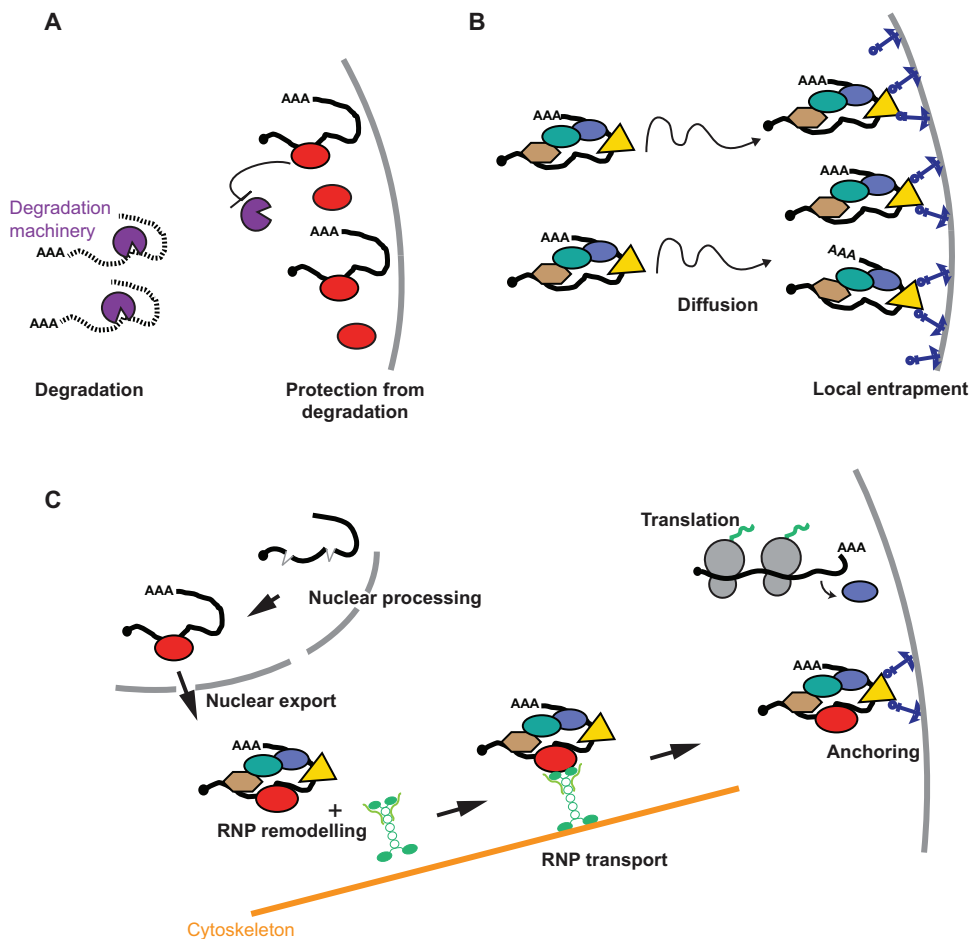 A
AAA
Degradation
machinery
AAA
AAA
AAA
Degradation
Protection from
degradation
B
AAA
AAA
AAA
AAA
AAA
AAA
Diffusion
Local entrapment
C
AAA
Nuclear processing
Nuclear export
AAA
+
RNP remodelling
AAA
RNP transport
Cytoskeleton
Translation
AAA
AAA
Anchoring